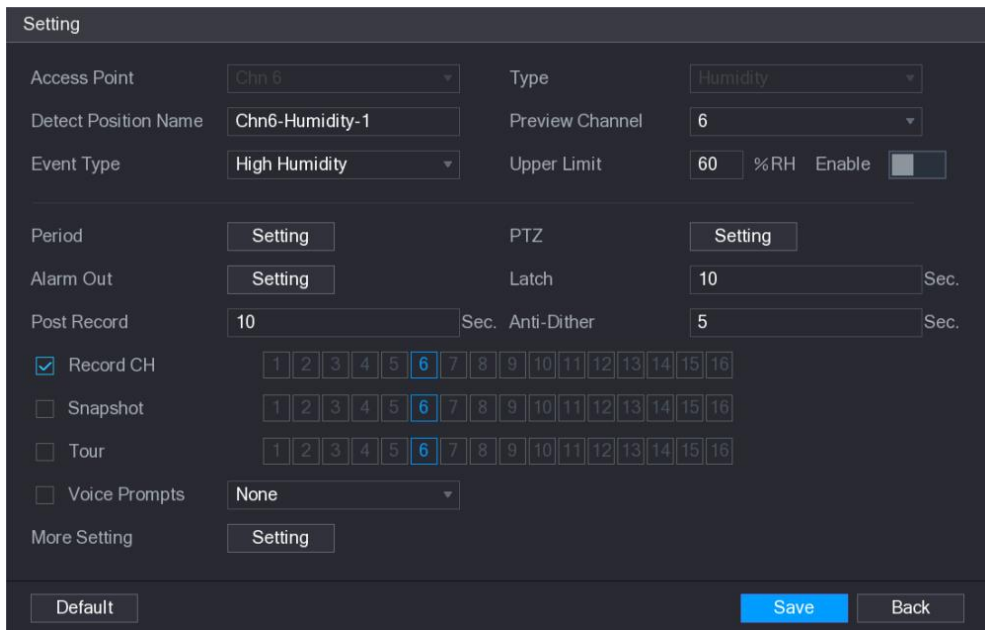 Setting
Access Point Chn 6 Type Humidity
Detect Position Name Chn6-Humidity-1 Preview Channel 6
Event Type High Humidity Upper Limit 60 %RH Enable
Period Setting PTZ Setting
Alarm Out Setting Latch 10 Sec.
Post Record 10 Sec. Anti-Dither 5 Sec.
Record CH 1 2 3 4 5 6 7 8 9 10 11 12 13 14 15 16
Snapshot 1 2 3 4 5 6 7 8 9 10 11 12 13 14 15 16
Tour 1 2 3 4 5 6 7 8 9 10 11 12 13 14 15 16
Voice Prompts None
More Setting Setting
Default Save Back